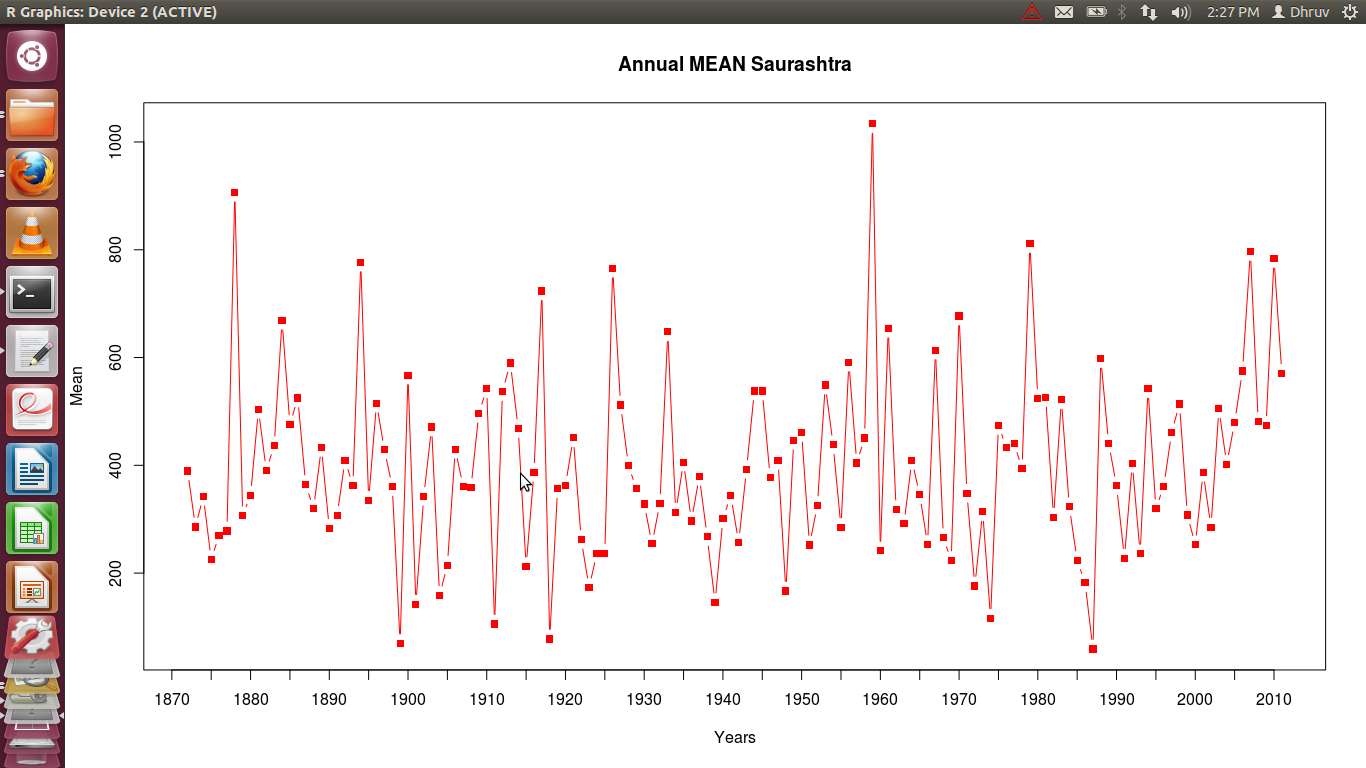 R Graphics: Device 2 (ACTIVE)
2:27 PM
Dhruv
Annual MEAN Saurashtra
Mean
1000
800
600
400
200
1870 1880 1890 1900 1910 1920 1930 1940 1950 1960 1970 1980 1990 2000 2010
Years